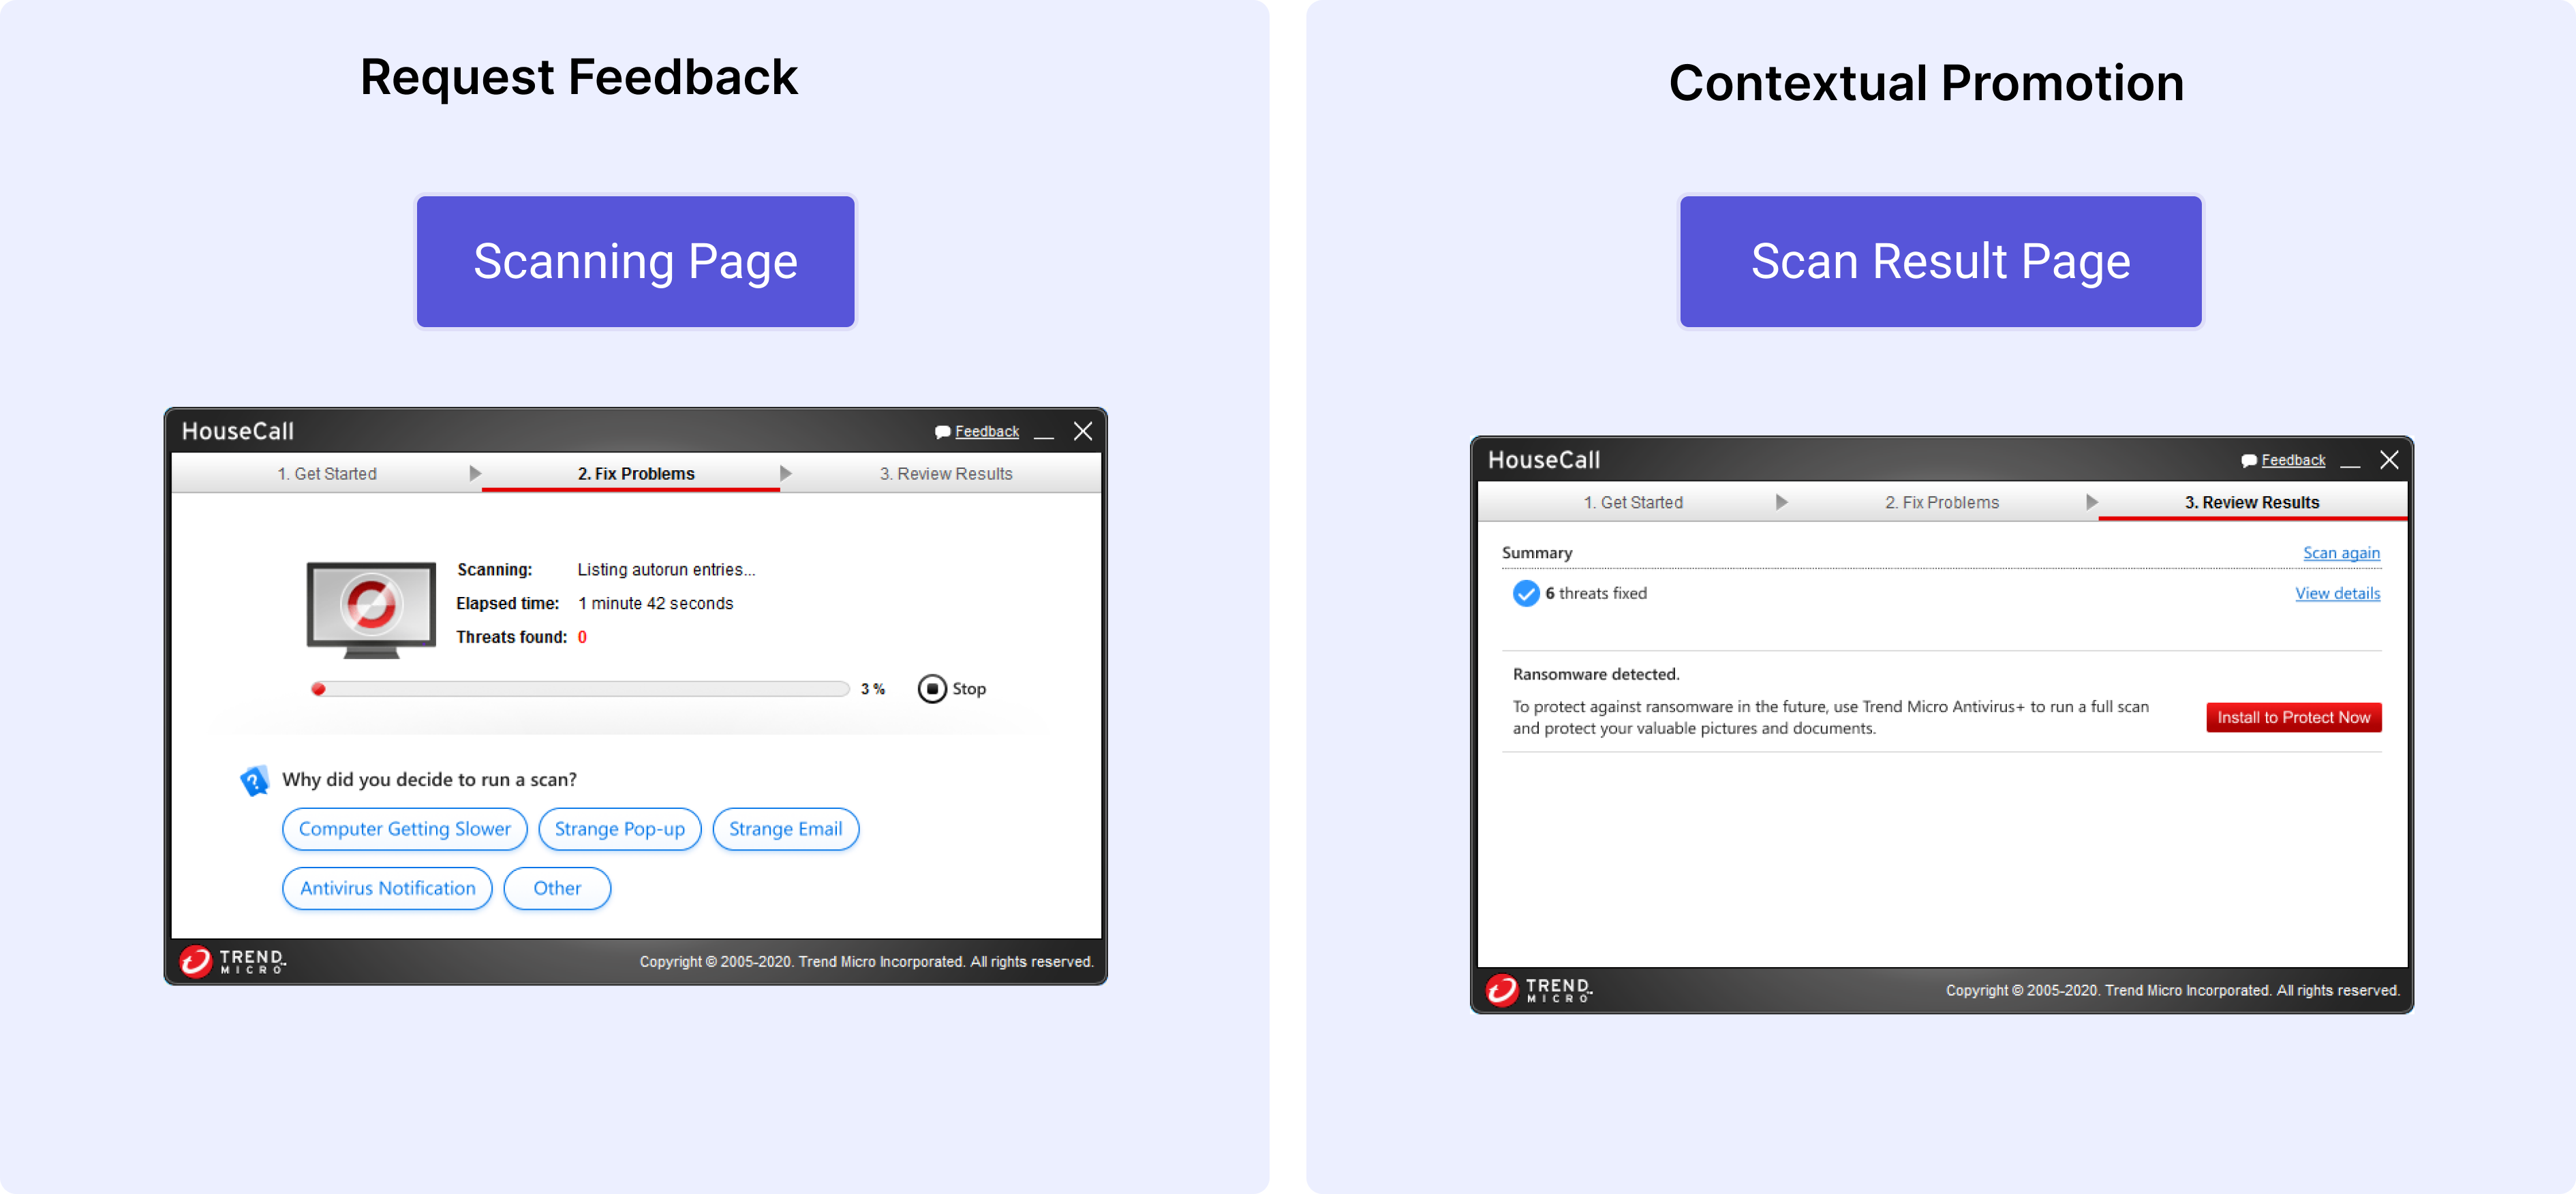 Request Feedback
Scanning Page
HouseCall
Feedback
1. Get Started
2. Fix Problems
3. Review Results
Scanning: Listing autorun entries...
Elapsed time: 1 minute 42 seconds
Threats found: 0
3 %
Stop
?
Why did you decide to run a scan?
Computer Getting Slower
Strange Pop-up
Strange Email
Antivirus Notification
Other
TREND
MICRO
Copyright © 2005-2020. Trend Micro Incorporated. All rights reserved.
Contextual Promotion
Scan Result Page
HouseCall
Feedback
1. Get Started
2. Fix Problems
3. Review Results
Summary
Scan again
6 threats fixed
View details
Ransomware detected.
To protect against ransomware in the future, use Trend Micro Antivirus+ to run a full scan
and protect your valuable pictures and documents.
Install to Protect Now
TREND
MICRO
Copyright © 2005-2020. Trend Micro Incorporated. All rights reserved.